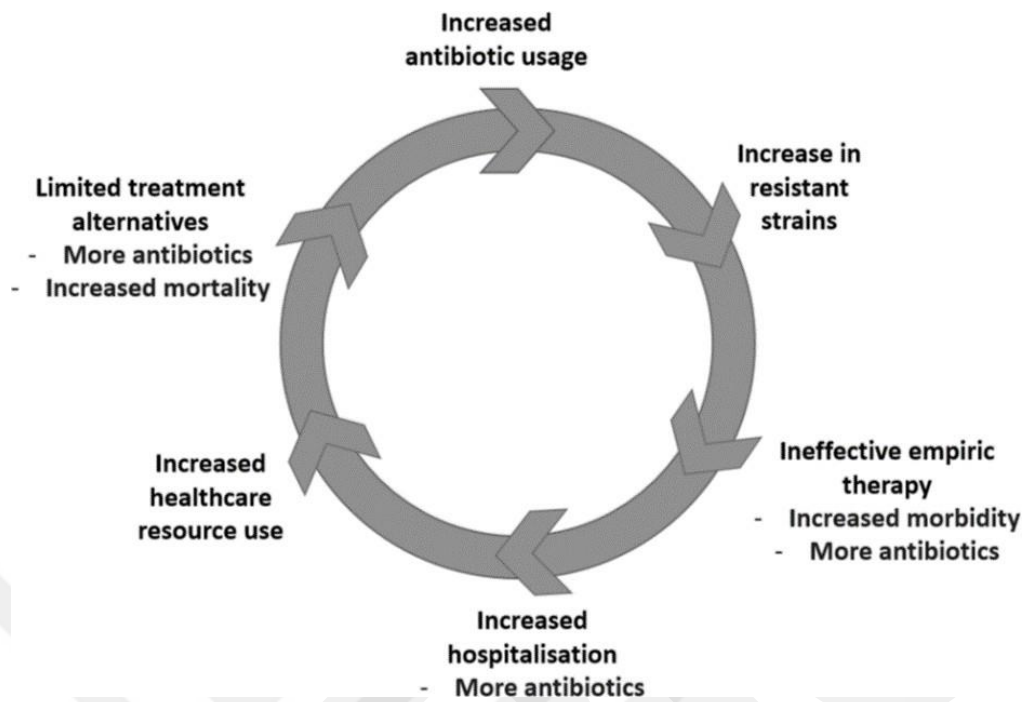 Increased
antibiotic usage
Increase in
resistant
strains
Ineffective empiric
therapy
- Increased morbidity
- More antibiotics
Increased
hospitalisation
- More antibiotics
Increased
healthcare
resource use
Limited treatment
alternatives
- More antibiotics
- Increased mortality